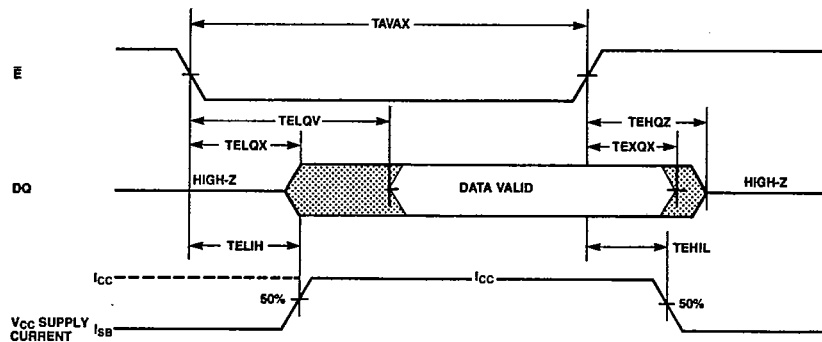 TAVAX
E̅
TELQV
TEHQZ
TELQX
TEXQX
DQ
HIGH-Z
DATA VALID
HIGH-Z
TELIH
TEHIL
ICC
ICC
50%
50%
VCC SUPPLY
CURRENT
ISB